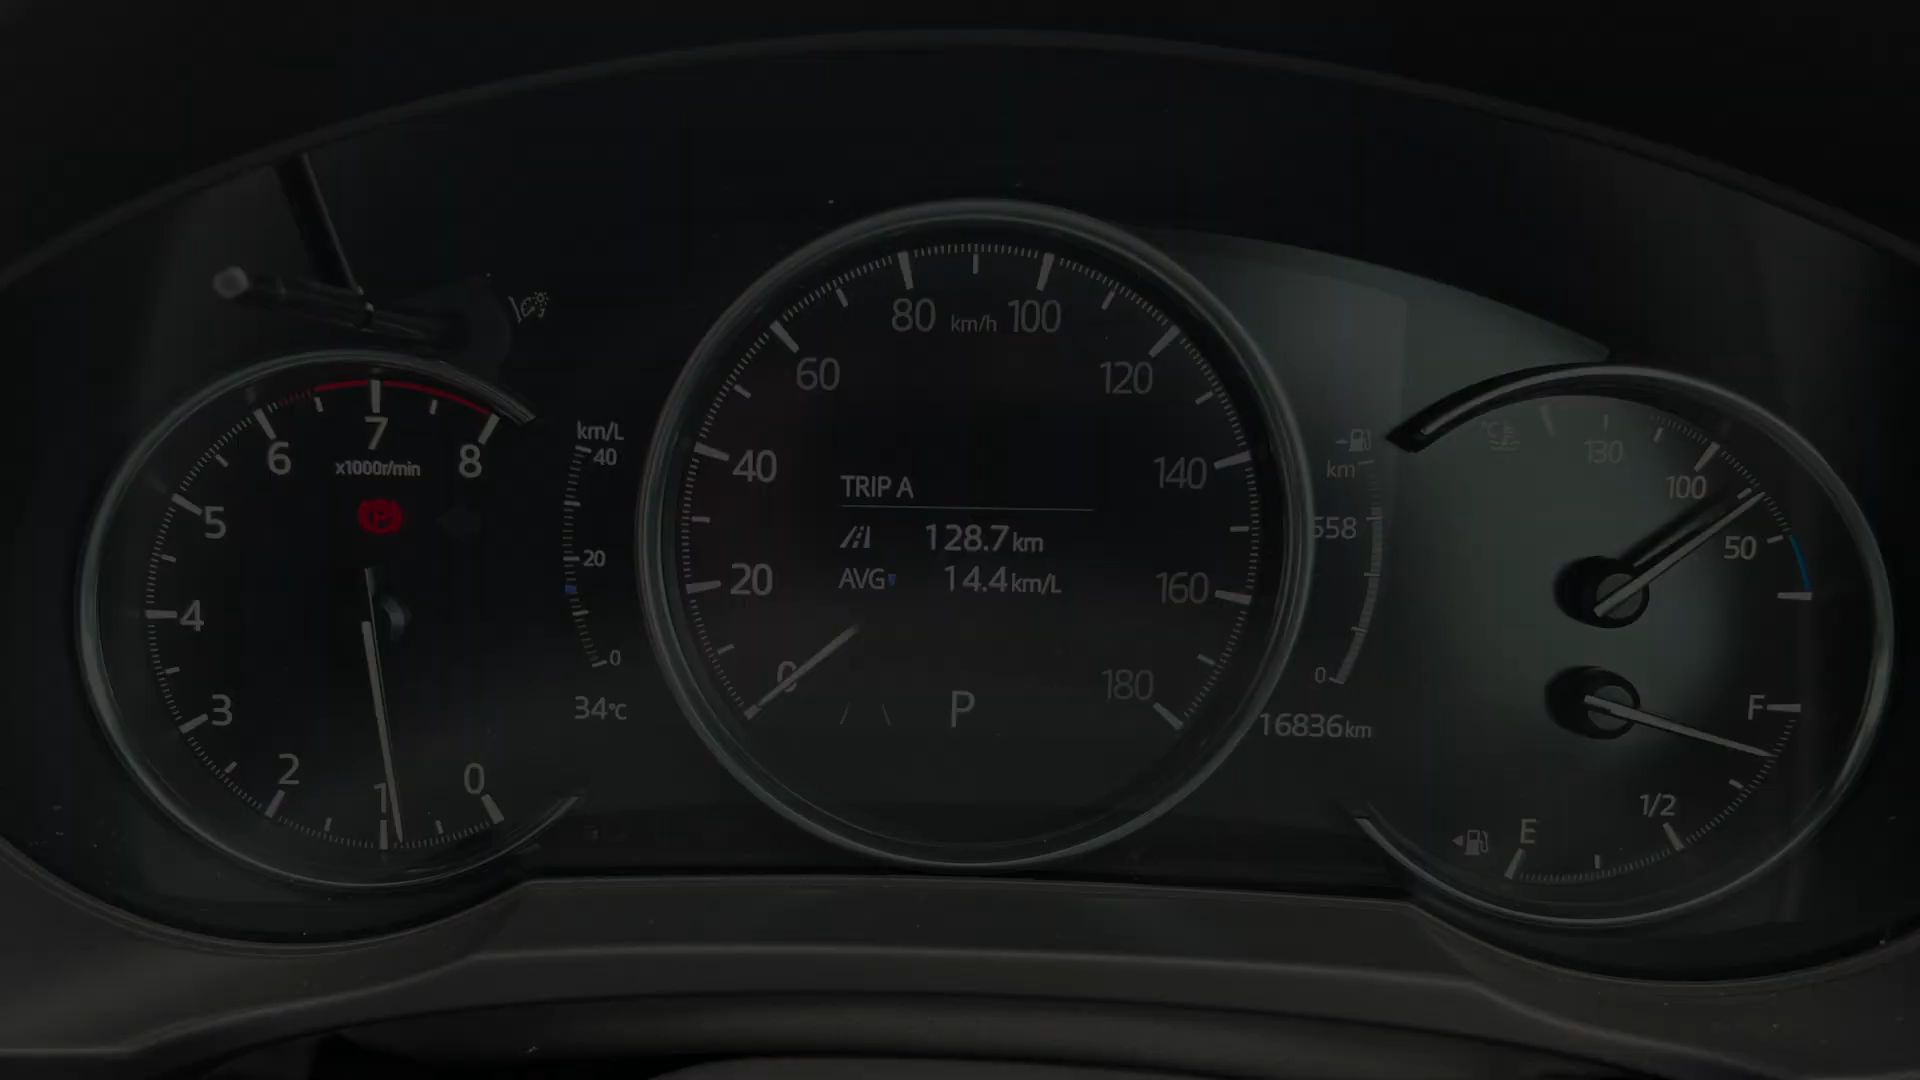 6 7 8
x1000r/min
5
4
3
2 1 0
km/L
40
20
0
34°C
80 km/h 100
60 120
40 140
20 160
0 180
TRIP A
128.7 km
AVG 14.4 km/L
P
km
558
0
16836 km
°C
130
100
50
F
1/2
E